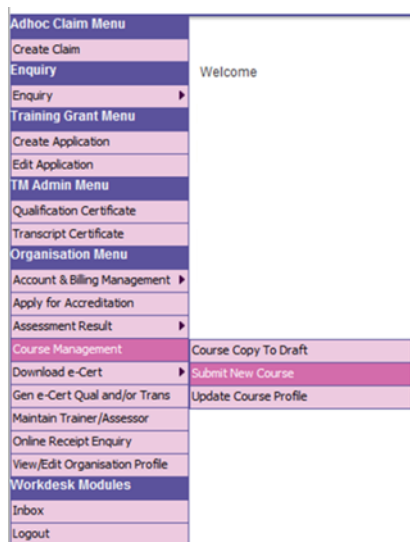 Adhoc Claim Menu
Create Claim
Enquiry
Welcome
Enquiry
Training Grant Menu
Create Application
Edit Application
TM Admin Menu
Qualification Certificate
Transcript Certificate
Organisation Menu
Account & Billing Management
Apply for Accreditation
Assessment Result
Course Management
Course Copy To Draft
Download e-Cert
Submit New Course
Gen e-Cert Qual and/or Trans
Update Course Profile
Maintain Trainer/Assessor
Online Receipt Enquiry
View/Edit Organisation Profile
Workdesk Modules
Inbox
Logout